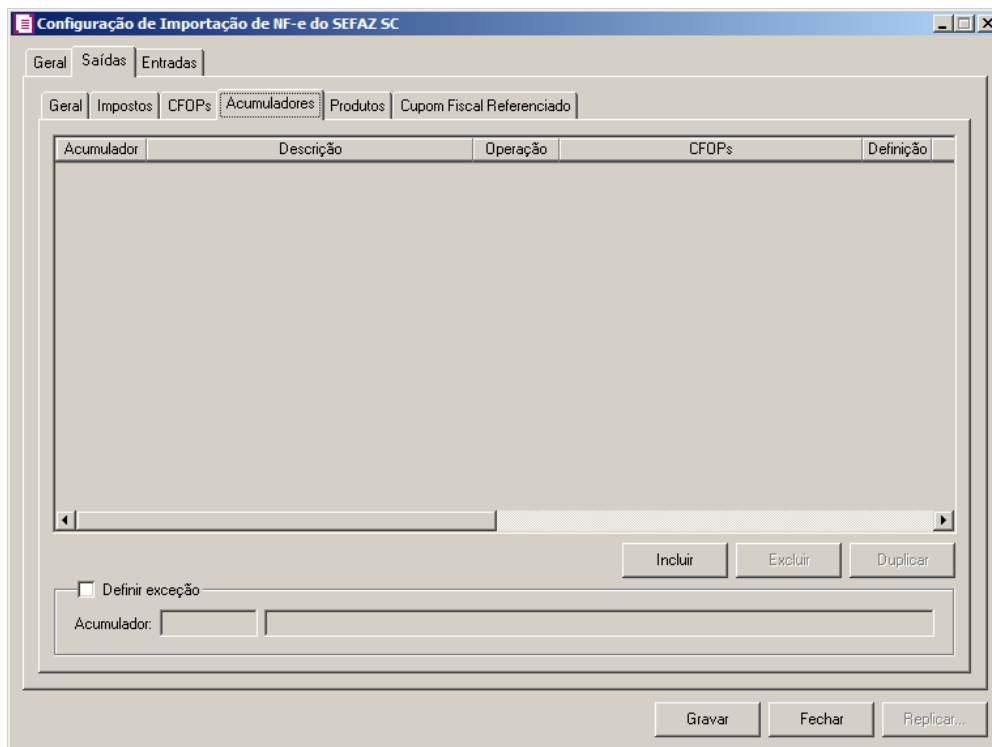 Configuração de Importação de NF-e do SEFAZ SC
Geral Saídas Entradas
Geral Impostos CFOPs Acumuladores Produtos Cupom Fiscal Referenciado
Acumulador Descrição Operação CFOPs Definição
Incluir Excluir Duplicar
Definir exceção
Acumulador:
Gravar Fechar Replicar...